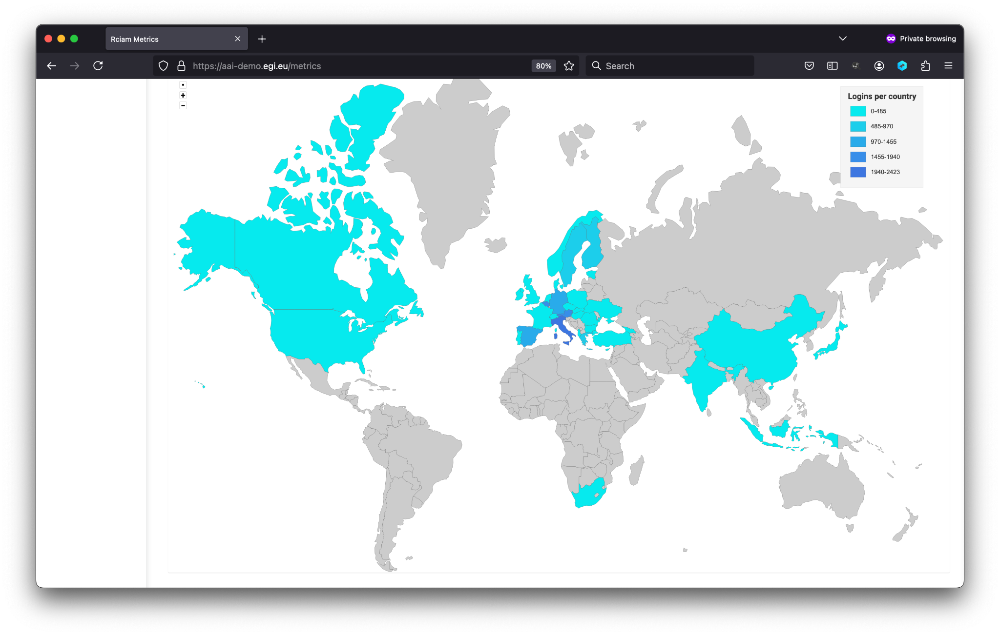 Rciam Metrics
Private browsing
https://aai-demo.egi.eu/metrics
80%
Search
Logins per country
0-485
485-970
970-1455
1455-1940
1940-2423